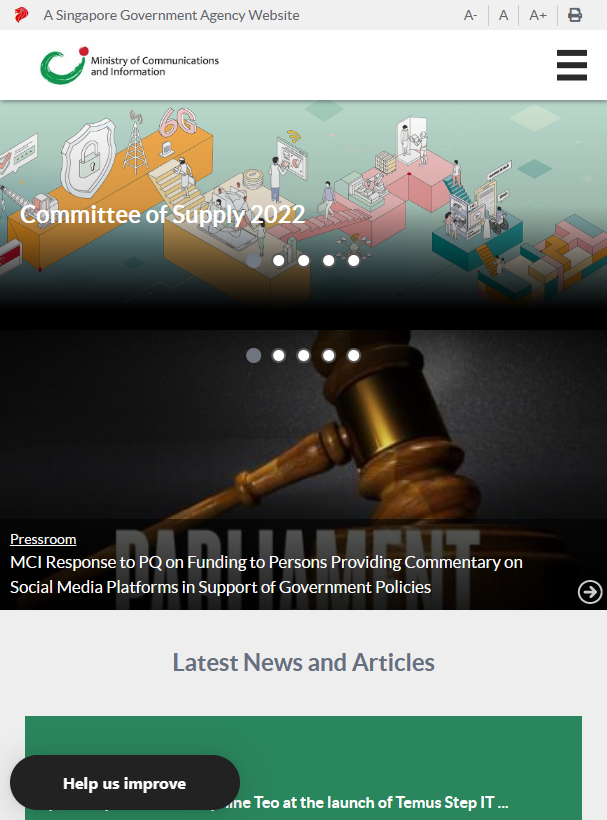 A Singapore Government Agency Website
A-
A
A+
Ministry of Communications
and Information
6G
Committee of Supply 2022
PARLIAMENT
Pressroom
MCI Response to PQ on Funding to Persons Providing Commentary on
Social Media Platforms in Support of Government Policies
Latest News and Articles
Help us improve
Teo at the launch of Temus Step IT ...